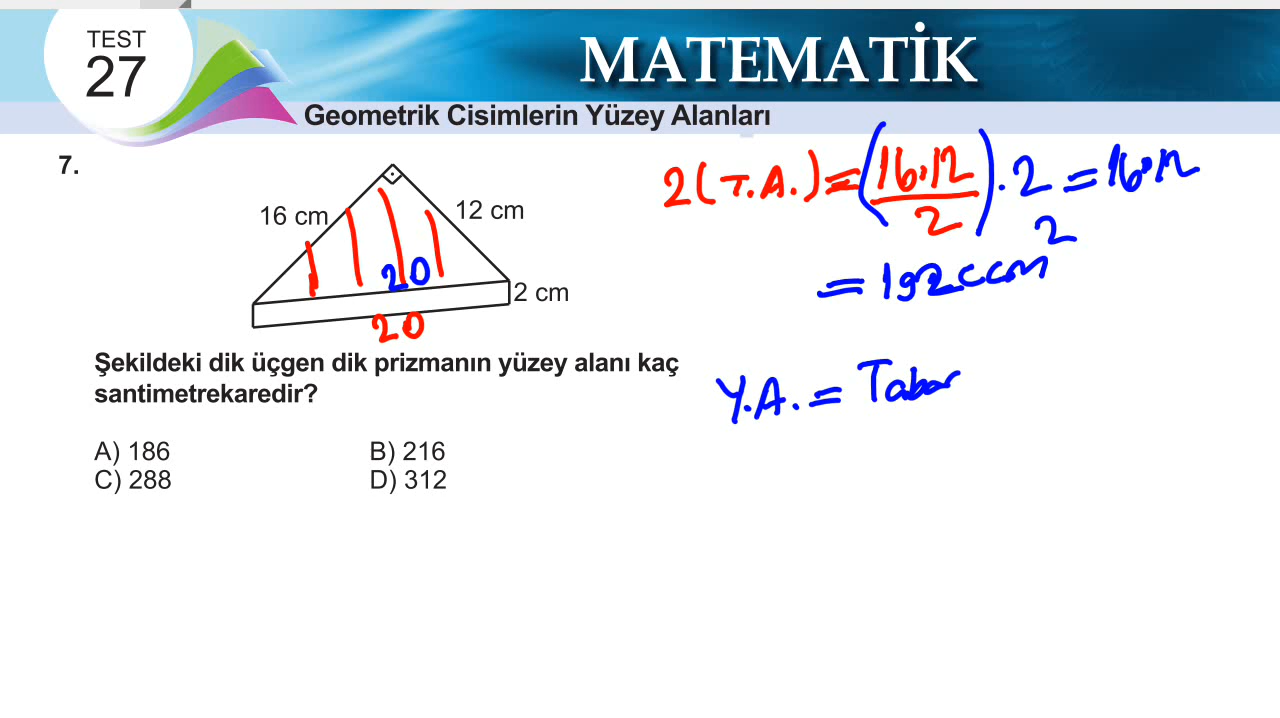 TEST
27
MATEMATİK
Geometrik Cisimlerin Yüzey Alanları
7.
16 cm
12 cm
20
2 cm
20
2(T.A.) = (16.12/2).2 = 16.12
= 192 cm²
Şekildeki dik üçgen dik prizmanın yüzey alanı kaç
santimetrekaredir?
Y.A. = Taban
A) 186
B) 216
C) 288
D) 312